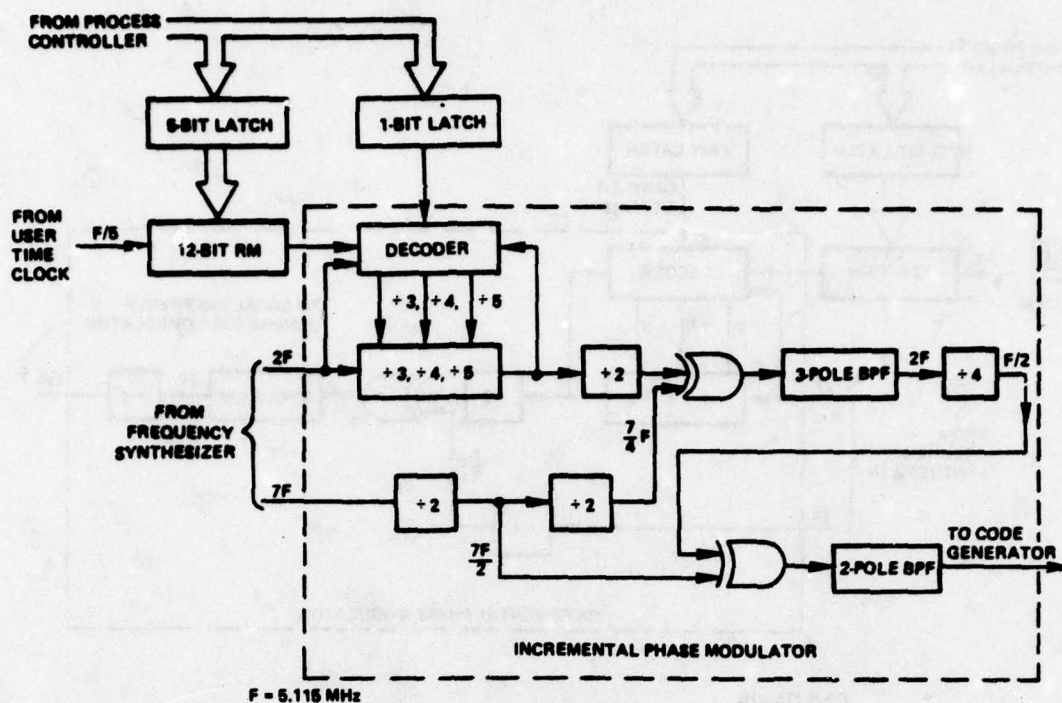 FROM PROCESS
CONTROLLER
6-BIT LATCH
1-BIT LATCH
FROM
USER
TIME
CLOCK
F/5
12-BIT RM
DECODER
÷ 3, ÷ 4, ÷ 5
2F
÷ 3, ÷ 4, ÷ 5
÷ 2
3-POLE BPF
2F
÷ 4
F/2
FROM
FREQUENCY
SYNTHESIZER
7/4 F
7F
÷ 2
÷ 2
7F/2
2-POLE BPF
TO CODE
GENERATOR
INCREMENTAL PHASE MODULATOR
F = 5.115 MHz